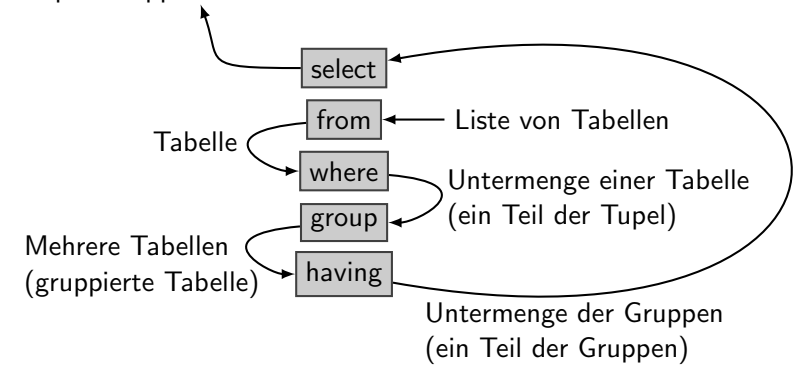 select
from
Liste von Tabellen
Tabelle
where
Untermenge einer Tabelle
(ein Teil der Tupel)
group
Mehrere Tabellen
(gruppierte Tabelle)
having
Untermenge der Gruppen
(ein Teil der Gruppen)